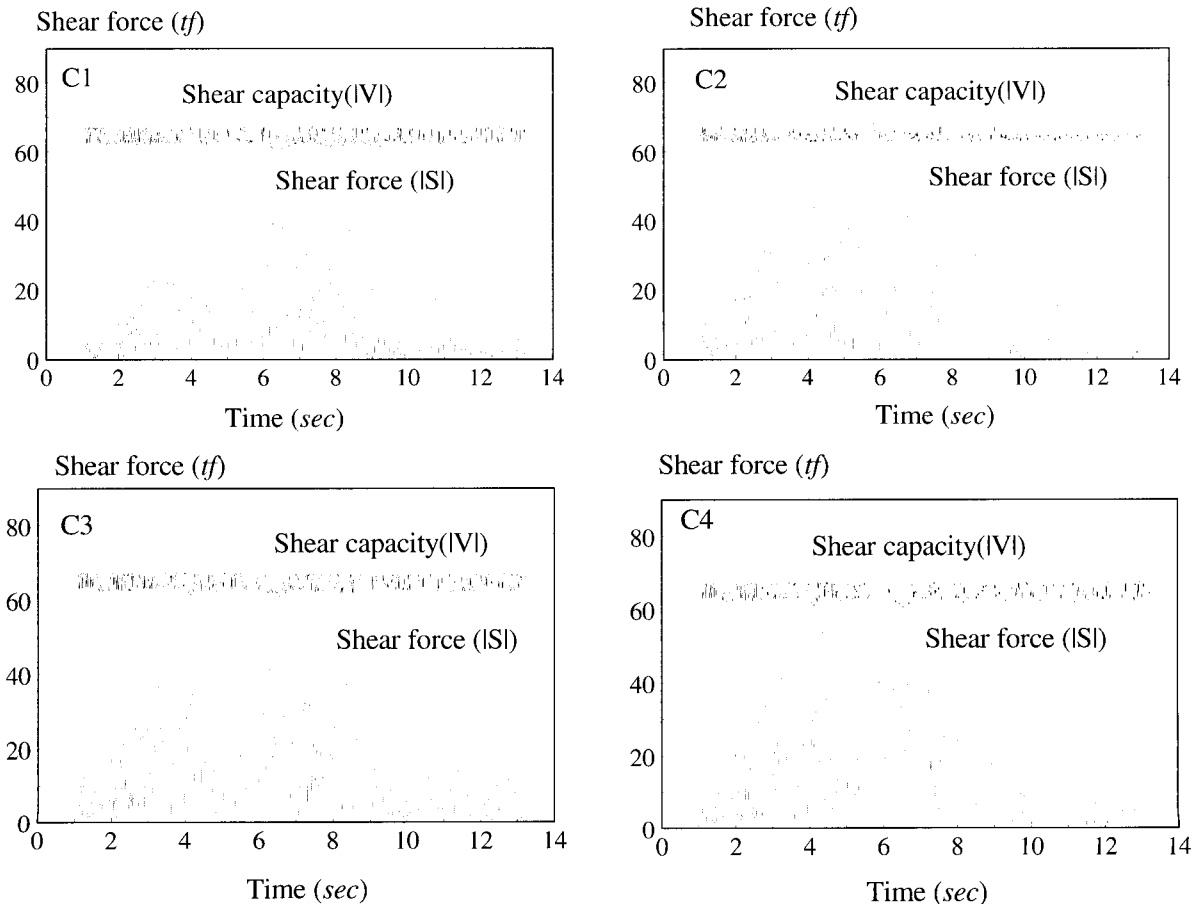 Shear force (tf)
80
C1
Shear capacity(|V|)
60
Shear force (|S|)
40
20
0
0 2 4 6 8 10 12 14
Time (sec)
Shear force (tf)
80
C2
Shear capacity(|V|)
60
Shear force (|S|)
40
20
0
0 2 4 6 8 10 12 14
Time (sec)
Shear force (tf)
80
C3
Shear capacity(|V|)
60
Shear force (|S|)
40
20
0
0 2 4 6 8 10 12 14
Time (sec)
Shear force (tf)
80
C4
Shear capacity(|V|)
60
Shear force (|S|)
40
20
0
0 2 4 6 8 10 12 14
Time (sec)